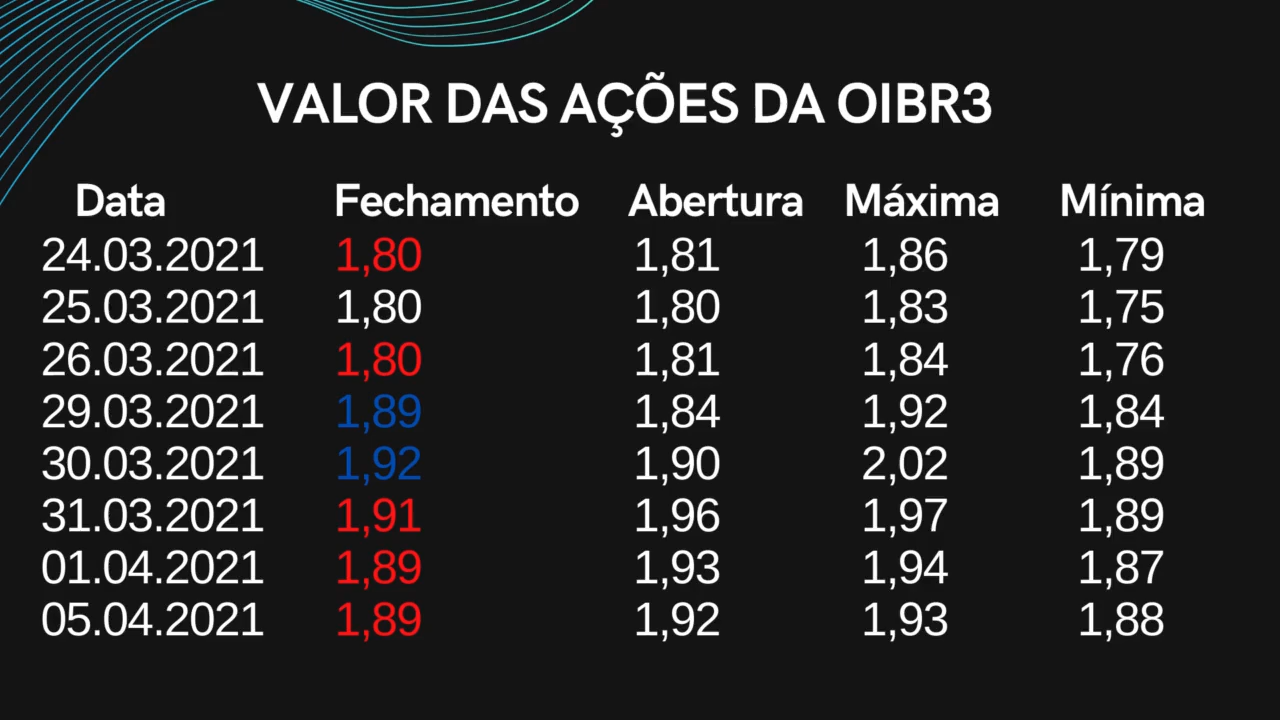 VALOR DAS AÇÕES DA OIBR3
Data Fechamento Abertura Máxima Mínima
24.03.2021 1,80 1,81 1,86 1,79
25.03.2021 1,80 1,80 1,83 1,75
26.03.2021 1,80 1,81 1,84 1,76
29.03.2021 1,89 1,84 1,92 1,84
30.03.2021 1,92 1,90 2,02 1,89
31.03.2021 1,91 1,96 1,97 1,89
01.04.2021 1,89 1,93 1,94 1,87
05.04.2021 1,89 1,92 1,93 1,88